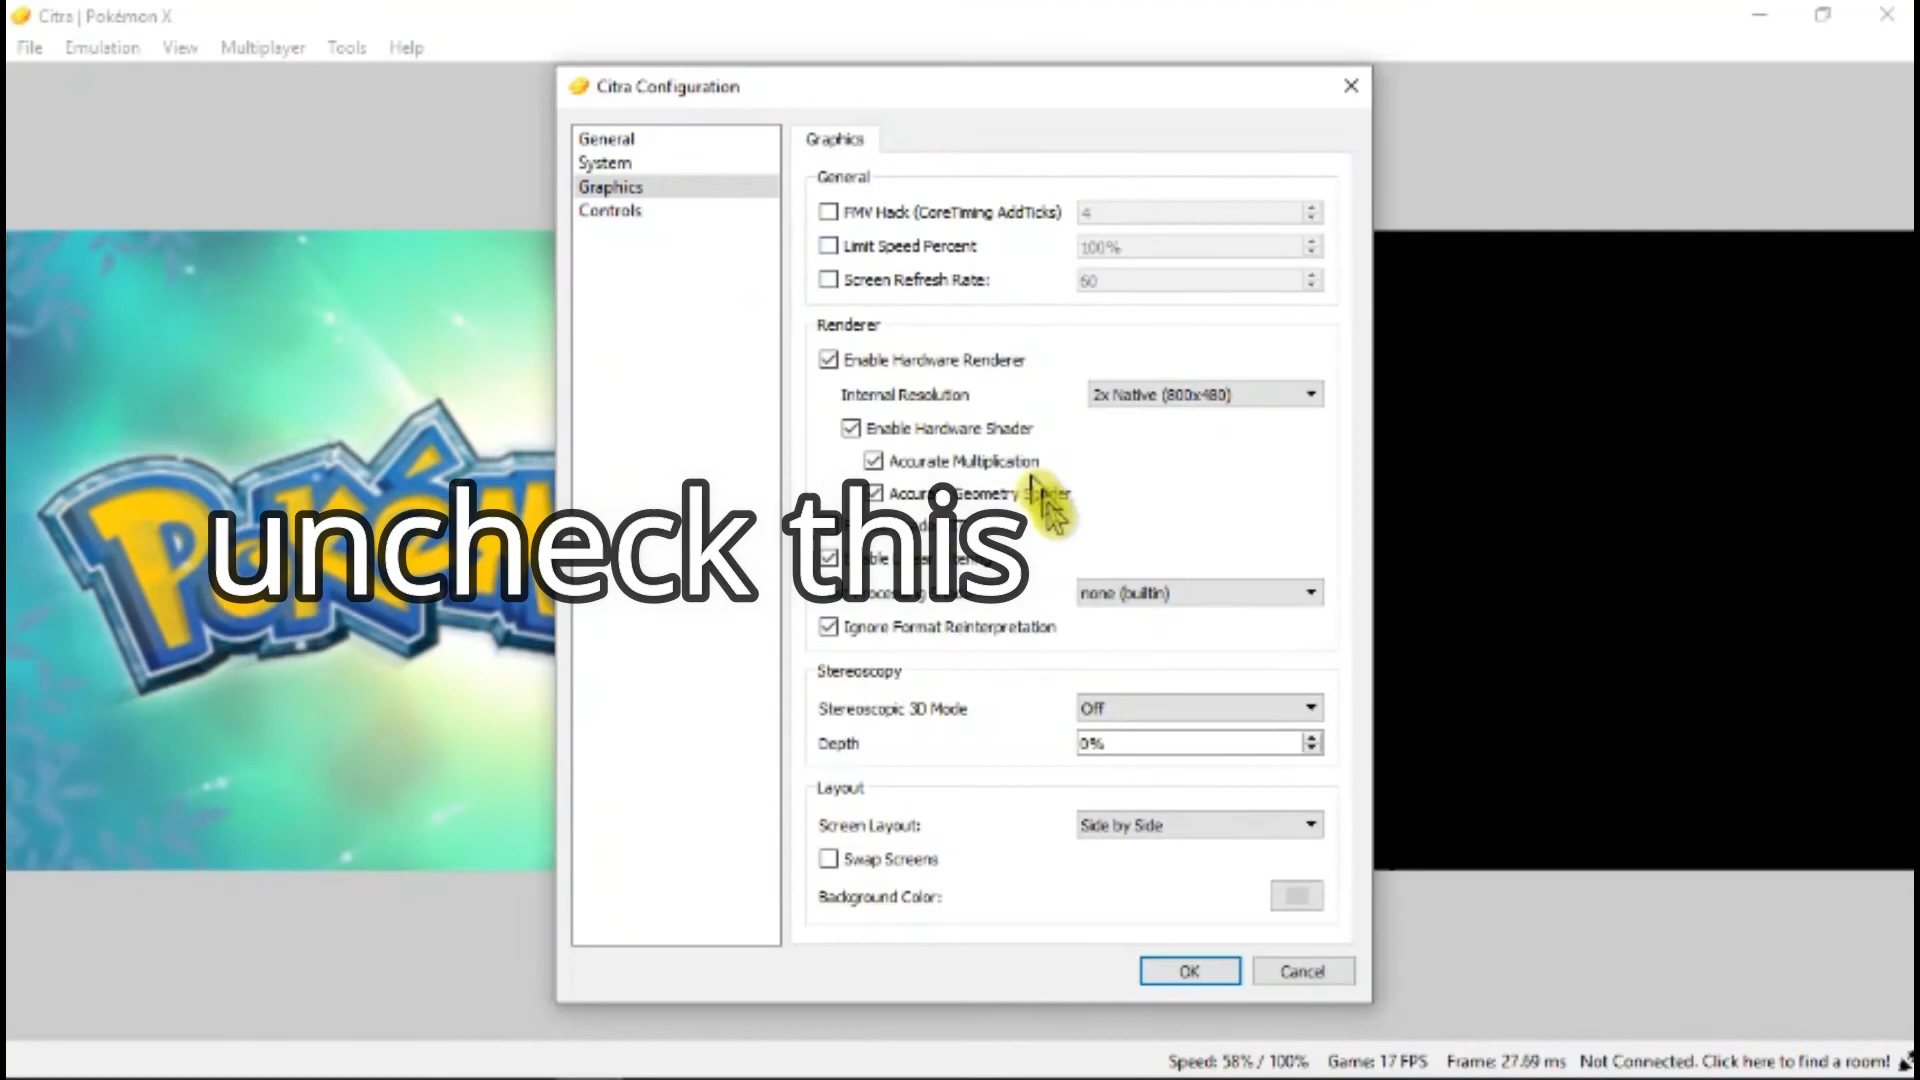 Citra | Pokémon X
File Emulation View Multiplayer Tools Help
Citra Configuration
General
System
Graphics
Controls
Graphics
General
FMV Hack (CoreTiming AddTicks) 4
Limit Speed Percent 100%
Screen Refresh Rate: 60
Renderer
Enable Hardware Renderer
Internal Resolution 2x Native (800x480)
Enable Hardware Shader
Accurate Multiplication
Geometry
uncheck this
none (builtin)
Ignore Format Reinterpretation
Stereoscopy
Stereoscopic 3D Mode Off
Depth 0%
Layout
Screen Layout: Side by Side
Swap Screens
Background Color:
OK Cancel
Speed: 58% / 100% Game: 17 FPS Frame: 27.69 ms Not Connected. Click here to find a room!